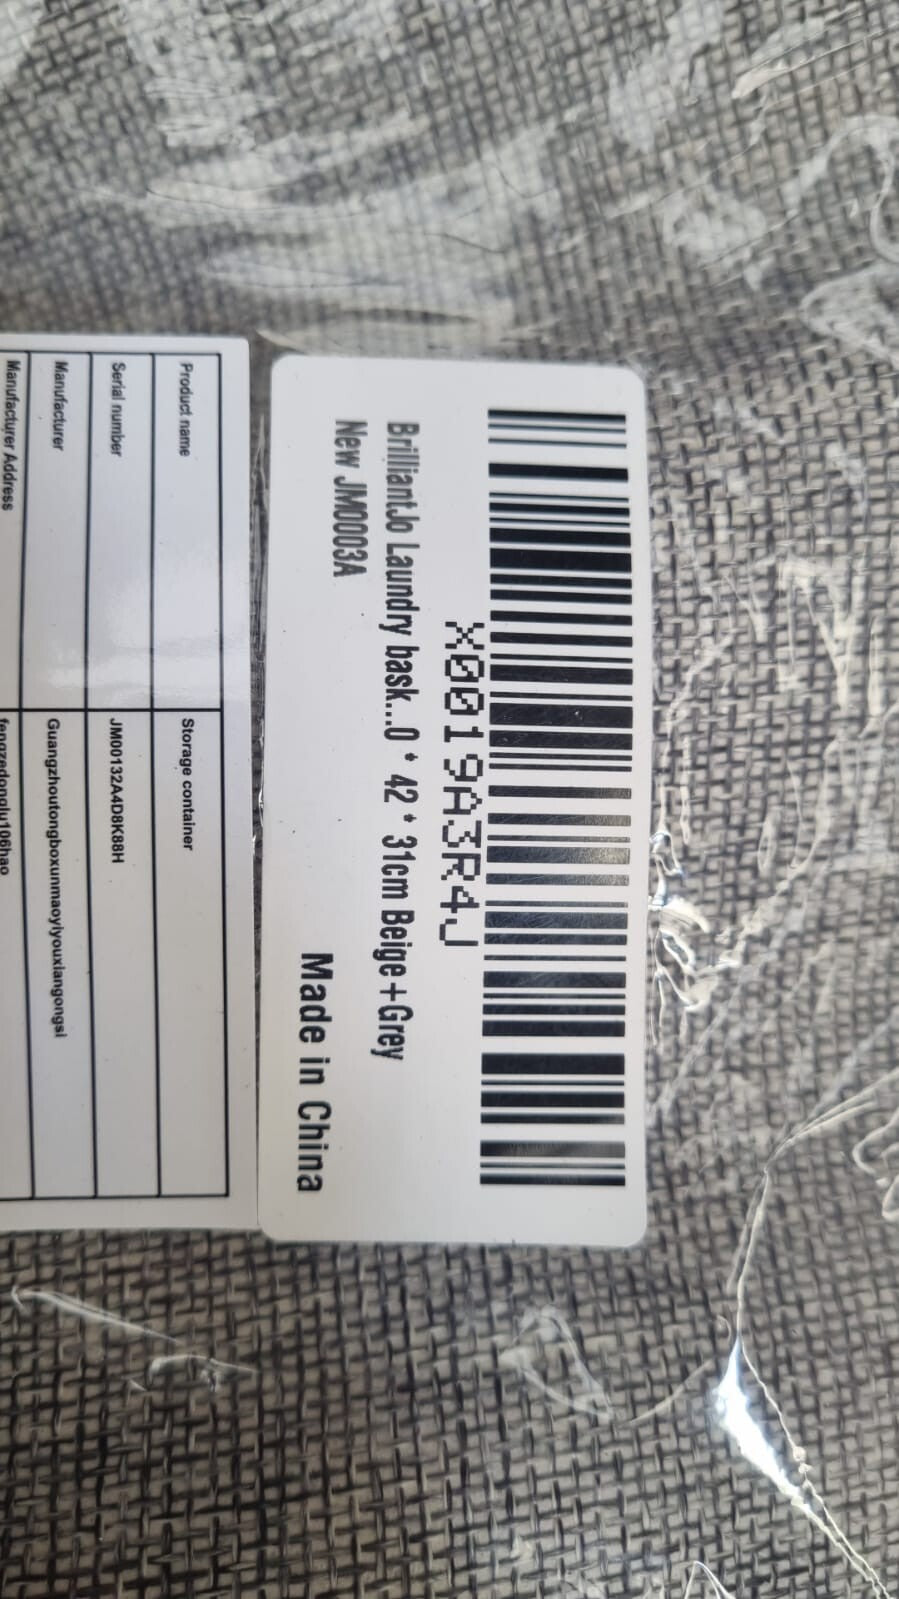 X0019A3R4J
BrilliantJo Laundry bask...0 * 42 * 31cm Beige+Grey
New JM0003A
Made in China
Product name Storage container
Serial number JM00132A4D8K88H
Manufacturer Guangzhoutongboxunmaoyiyouxiangongsi
Manufacturer Address fengzedonglu106hao